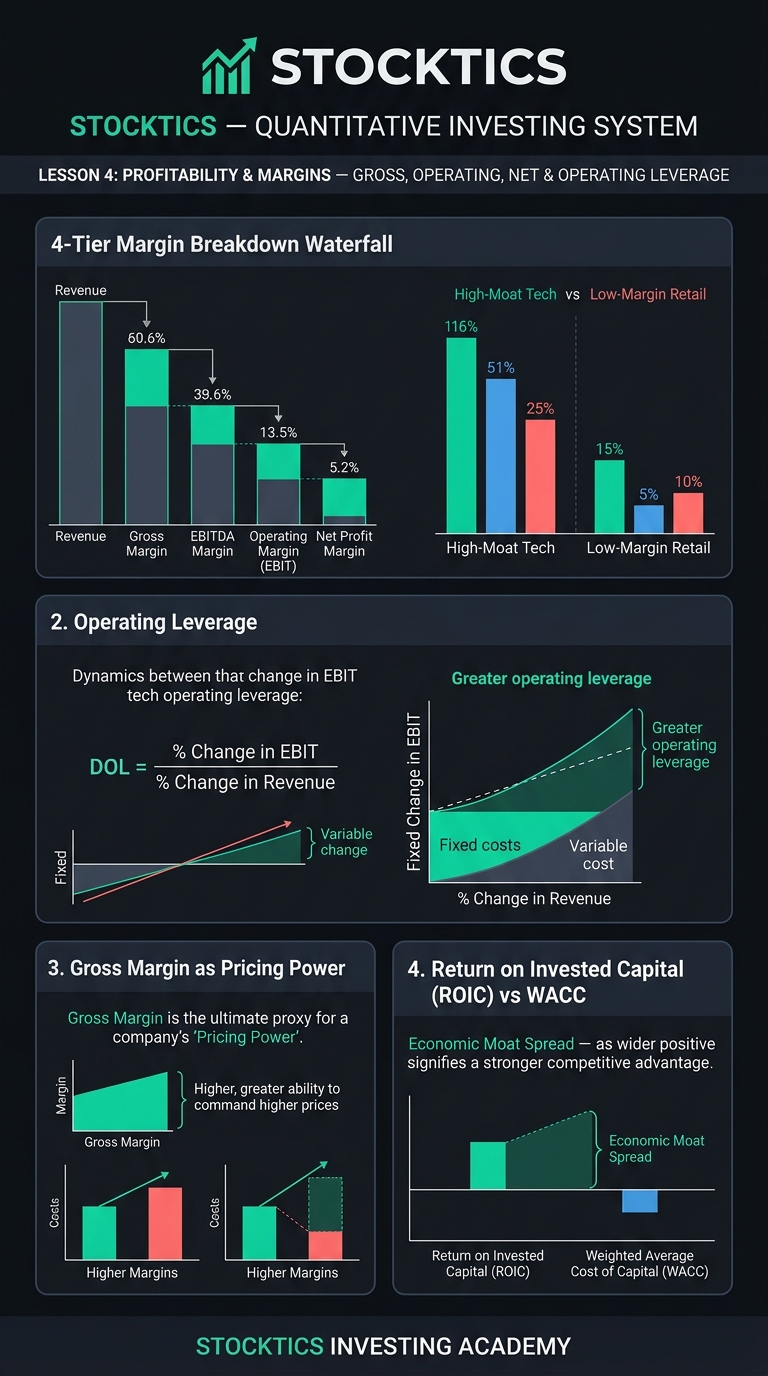 STOCKTICS
STOCKTICS — QUANTITATIVE INVESTING SYSTEM
LESSON 4: PROFITABILITY & MARGINS — GROSS, OPERATING, NET & OPERATING LEVERAGE
4-Tier Margin Breakdown Waterfall
Revenue
60.6%
39.6%
13.5%
5.2%
Revenue
Gross
Margin
EBITDA
Margin
Operating
Margin
(EBIT)
Net Profit
Margin
High-Moat Tech vs Low-Margin Retail
116%
51%
25%
15%
5%
10%
High-Moat Tech
Low-Margin Retail
2. Operating Leverage
Dynamics between that change in EBIT
tech operating leverage:
DOL = % Change in EBIT
% Change in Revenue
Fixed
Variable
change
Greater operating leverage
Fixed Change in EBIT
Greater
operating
leverage
Fixed costs
Variable
cost
% Change in Revenue
3. Gross Margin as Pricing Power
Gross Margin is the ultimate proxy for a
company's 'Pricing Power'.
Margin
Higher, greater ability to
command higher prices
Gross Margin
Costs
Higher Margins
Costs
Higher Margins
4. Return on Invested Capital
(ROIC) vs WACC
Economic Moat Spread — as wider positive
signifies a stronger competitive advantage.
Economic Moat
Spread
Return on Invested
Capital (ROIC)
Weighted Average
Cost of Capital (WACC)
STOCKTICS INVESTING ACADEMY